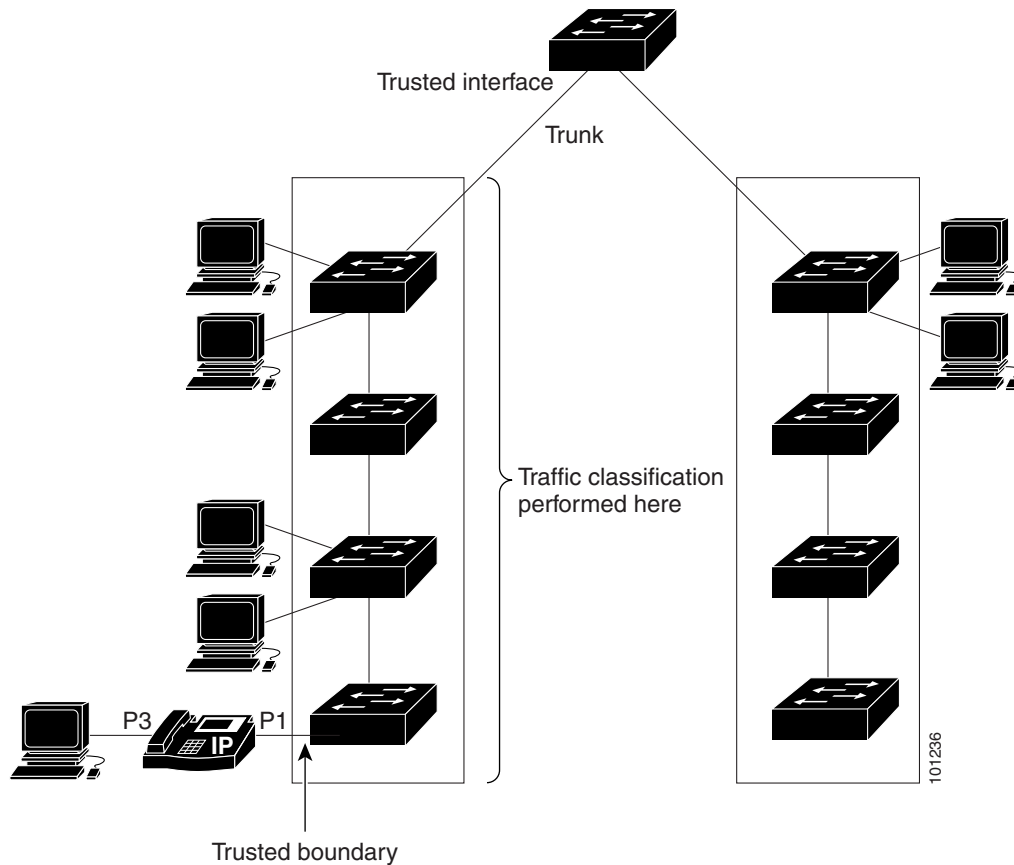 Trusted interface
Trunk
Traffic classification
performed here
P3
IP
P1
Trusted boundary
101236